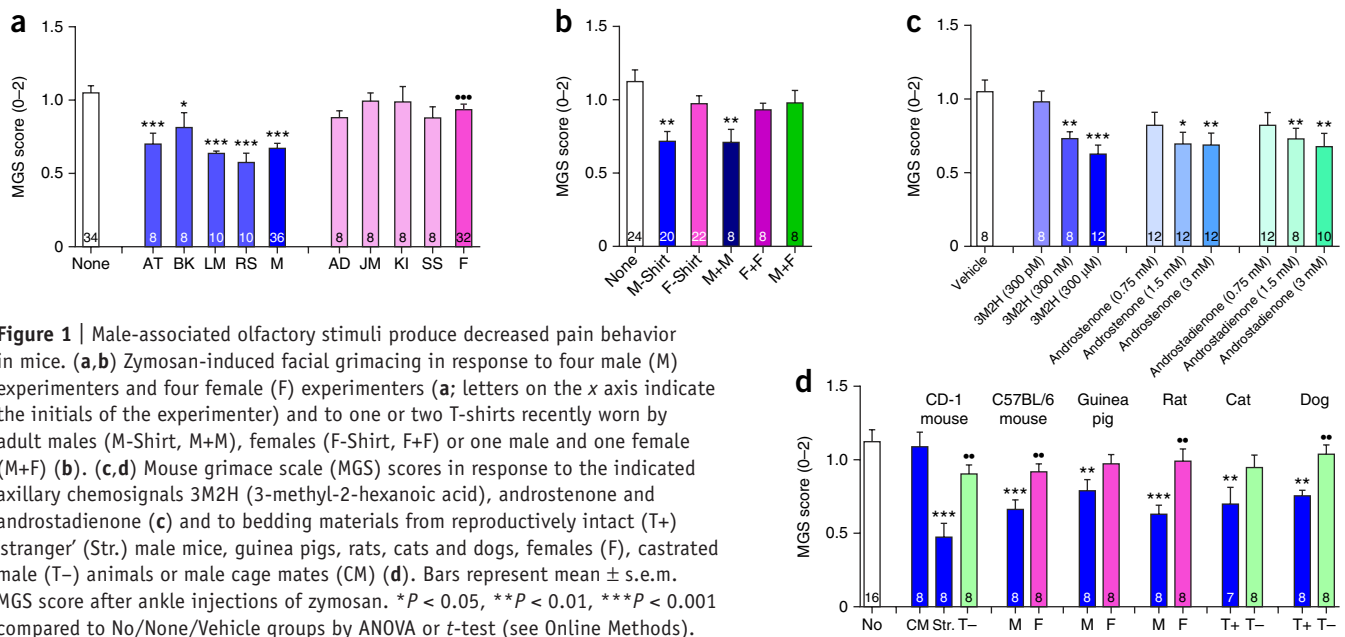 a
1.5
1.0
0.5
0
MGS score (0–2)
***
*
***
***
***
•••
34
8
8
10
10
36
8
8
8
8
32
None
AT
BK
LM
RS
M
AD
JM
KI
SS
F
b
1.5
1.0
0.5
0
MGS score (0–2)
**
**
24
20
22
8
8
8
None
M-Shirt
F-Shirt
M+M
F+F
M+F
c
1.5
1.0
0.5
0
MGS score (0–2)
**
***
*
**
**
**
8
8
8
12
12
12
12
12
8
10
Vehicle
3M2H (300 pM)
3M2H (300 nM)
3M2H (300 µM)
Androstenone (0.75 mM)
Androstenone (1.5 mM)
Androstenone (3 mM)
Androstadienone (0.75 mM)
Androstadienone (1.5 mM)
Androstadienone (3 mM)
Figure 1 | Male-associated olfactory stimuli produce decreased pain behavior
in mice. (a,b) Zymosan-induced facial grimacing in response to four male (M)
experimenters and four female (F) experimenters (a; letters on the x axis indicate
the initials of the experimenter) and to one or two T-shirts recently worn by
adult males (M-Shirt, M+M), females (F-Shirt, F+F) or one male and one female
(M+F) (b). (c,d) Mouse grimace scale (MGS) scores in response to the indicated
axillary chemosignals 3M2H (3-methyl-2-hexanoic acid), androstenone and
androstadienone (c) and to bedding materials from reproductively intact (T+)
'stranger' (Str.) male mice, guinea pigs, rats, cats and dogs, females (F), castrated
male (T–) animals or male cage mates (CM) (d). Bars represent mean ± s.e.m.
MGS score after ankle injections of zymosan. *P < 0.05, **P < 0.01, ***P < 0.001
compared to No/None/Vehicle groups by ANOVA or t-test (see Online Methods).
d
1.5
1.0
0.5
0
MGS score (0–2)
CD-1
mouse
C57BL/6
mouse
Guinea
pig
Rat
Cat
Dog
***
••
***
••
**
***
••
**
**
••
16
8
8
8
8
8
8
8
8
8
7
8
8
8
No
CM
Str.
T–
M
F
M
F
M
F
T+
T–
T+
T–